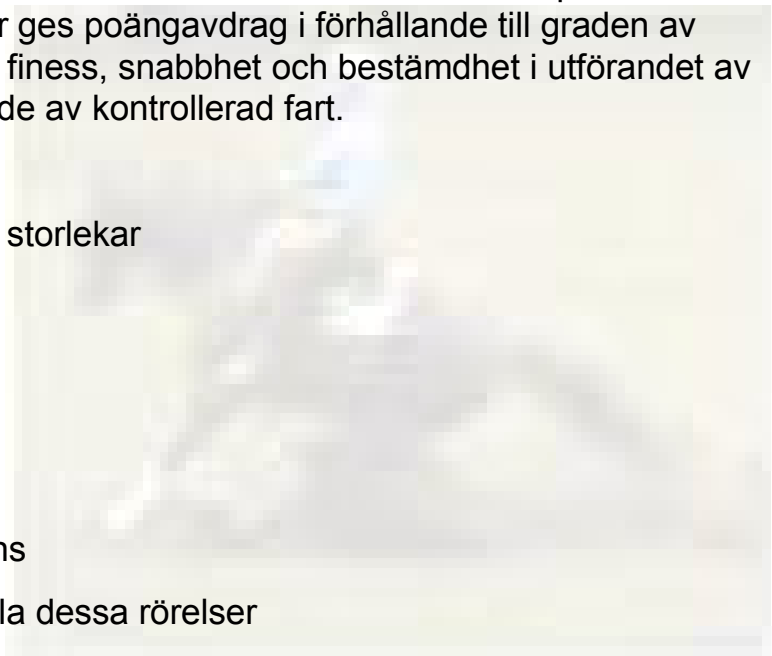 r ges poängavdrag i förhållande till graden av
finess, snabbhet och bestämdhet i utförandet av
de av kontrollerad fart.
storlekar
ns
la dessa rörelser